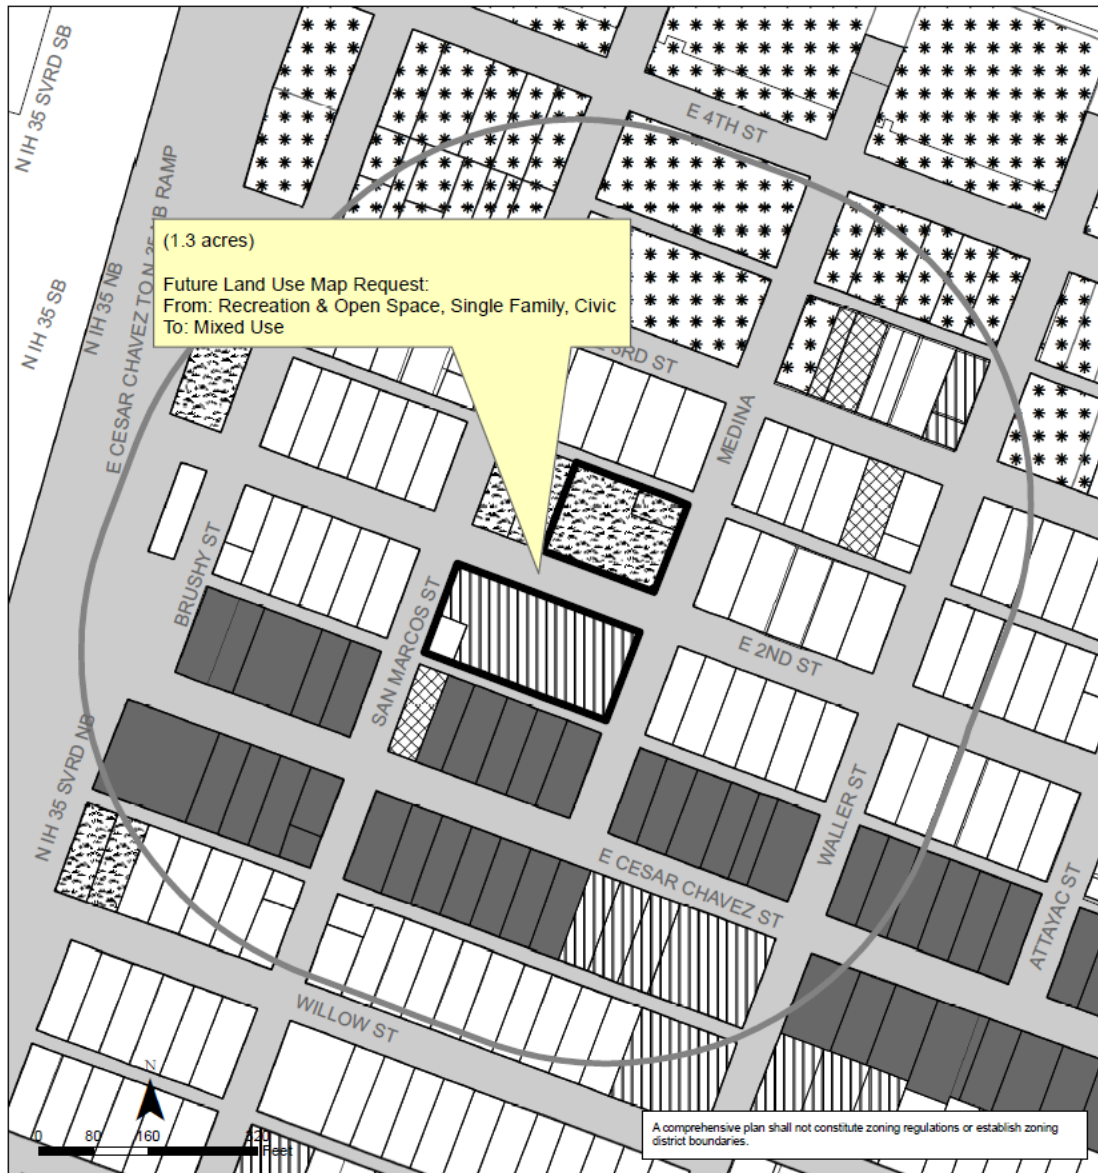 N IH 35 SVRD SB
E 4TH ST
E CESAR CHAVEZ TO N 35 NB RAMP
(1.3 acres)
Future Land Use Map Request:
From: Recreation & Open Space, Single Family, Civic
To: Mixed Use
N IH 35 NB
N IH 35 SB
3RD ST
MEDINA
BRUSHY ST
SAN MARCOS ST
E 2ND ST
N IH 35 SVRD NB
WALLER ST
E CESAR CHAVEZ ST
ATTAYAC ST
WILLOW ST
N
0 80 160 320
Feet
A comprehensive plan shall not constitute zoning regulations or establish zoning
district boundaries.